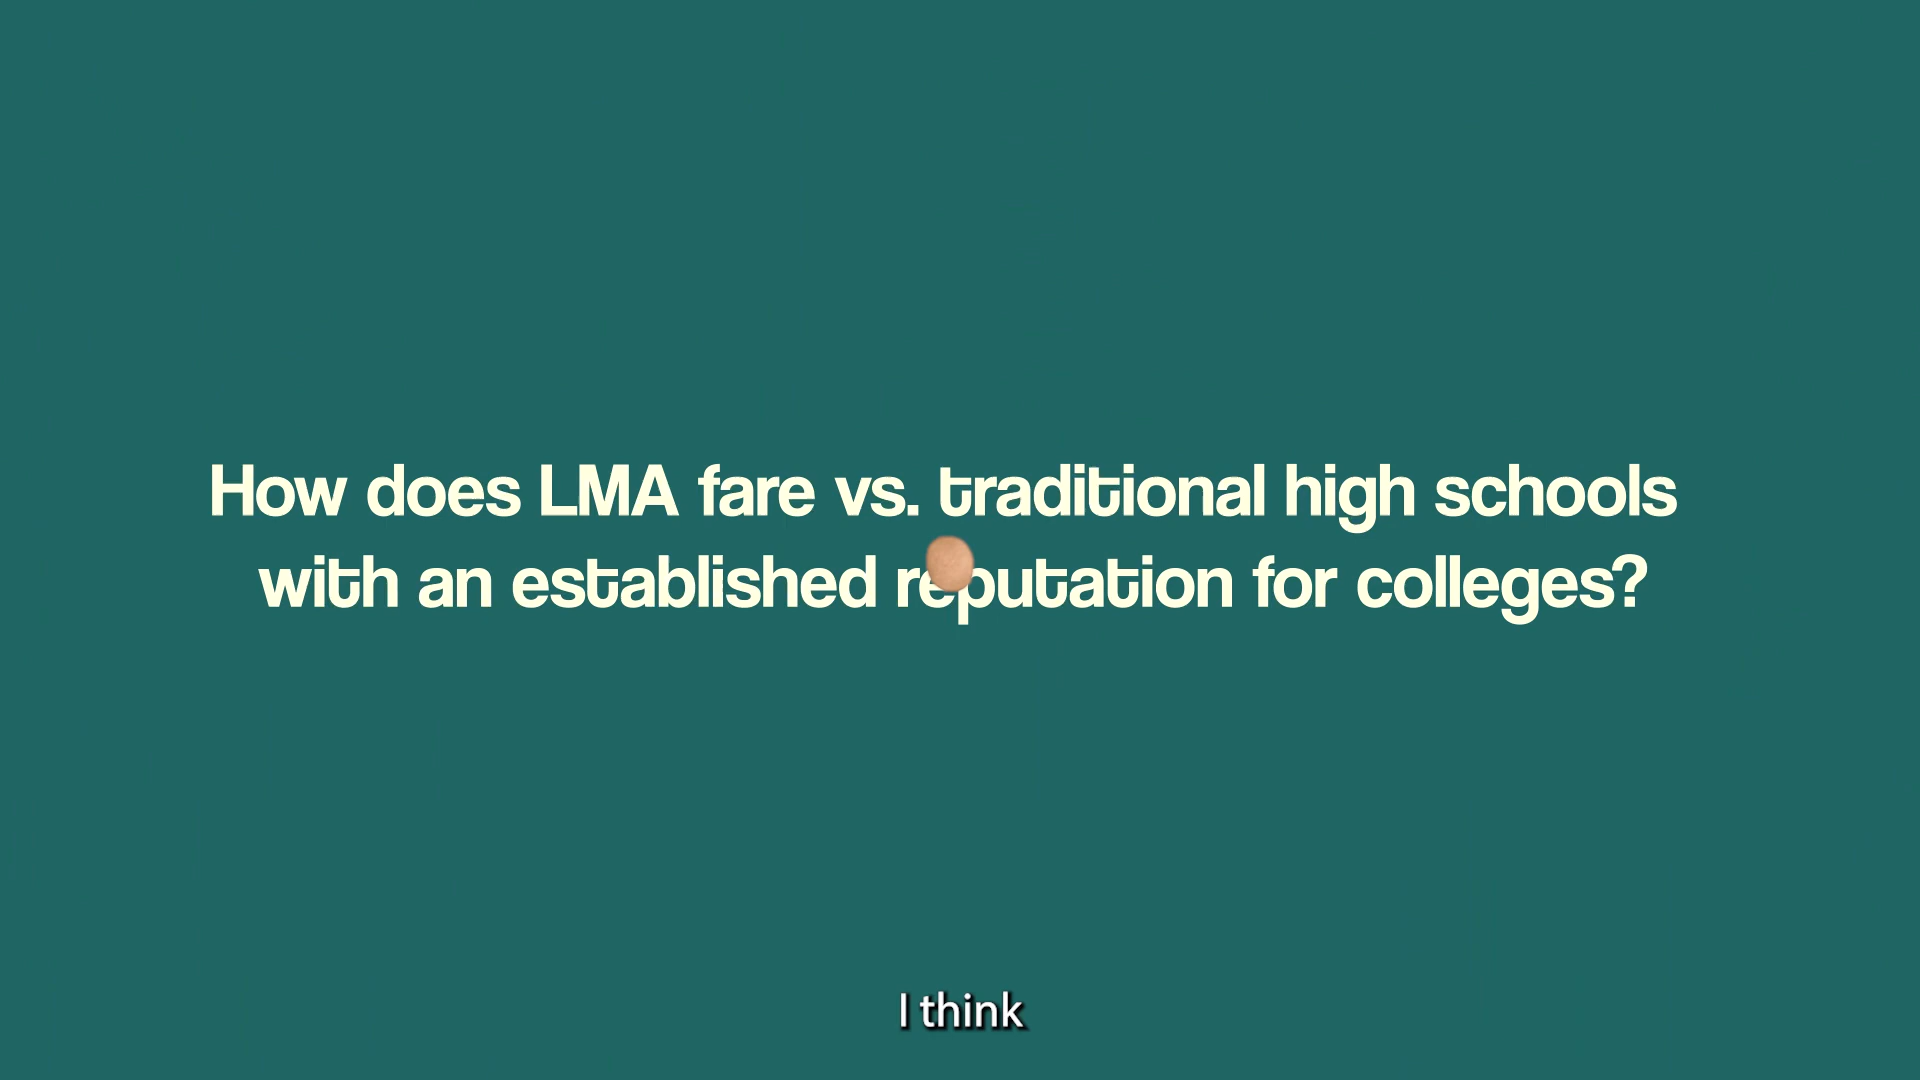 How does LMA fare vs. traditional high schools
with an established reputation for colleges?
I think